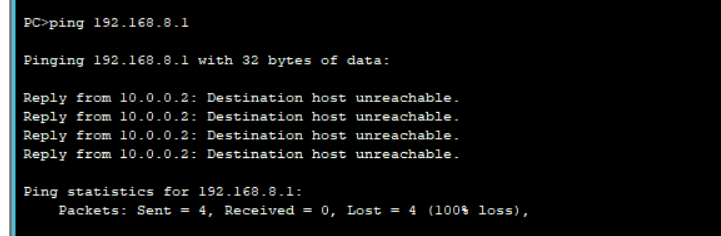 PC>ping 192.168.8.1
Pinging 192.168.8.1 with 32 bytes of data:
Reply from 10.0.0.2: Destination host unreachable.
Reply from 10.0.0.2: Destination host unreachable.
Reply from 10.0.0.2: Destination host unreachable.
Reply from 10.0.0.2: Destination host unreachable.
Ping statistics for 192.168.8.1:
    Packets: Sent = 4, Received = 0, Lost = 4 (100% loss),